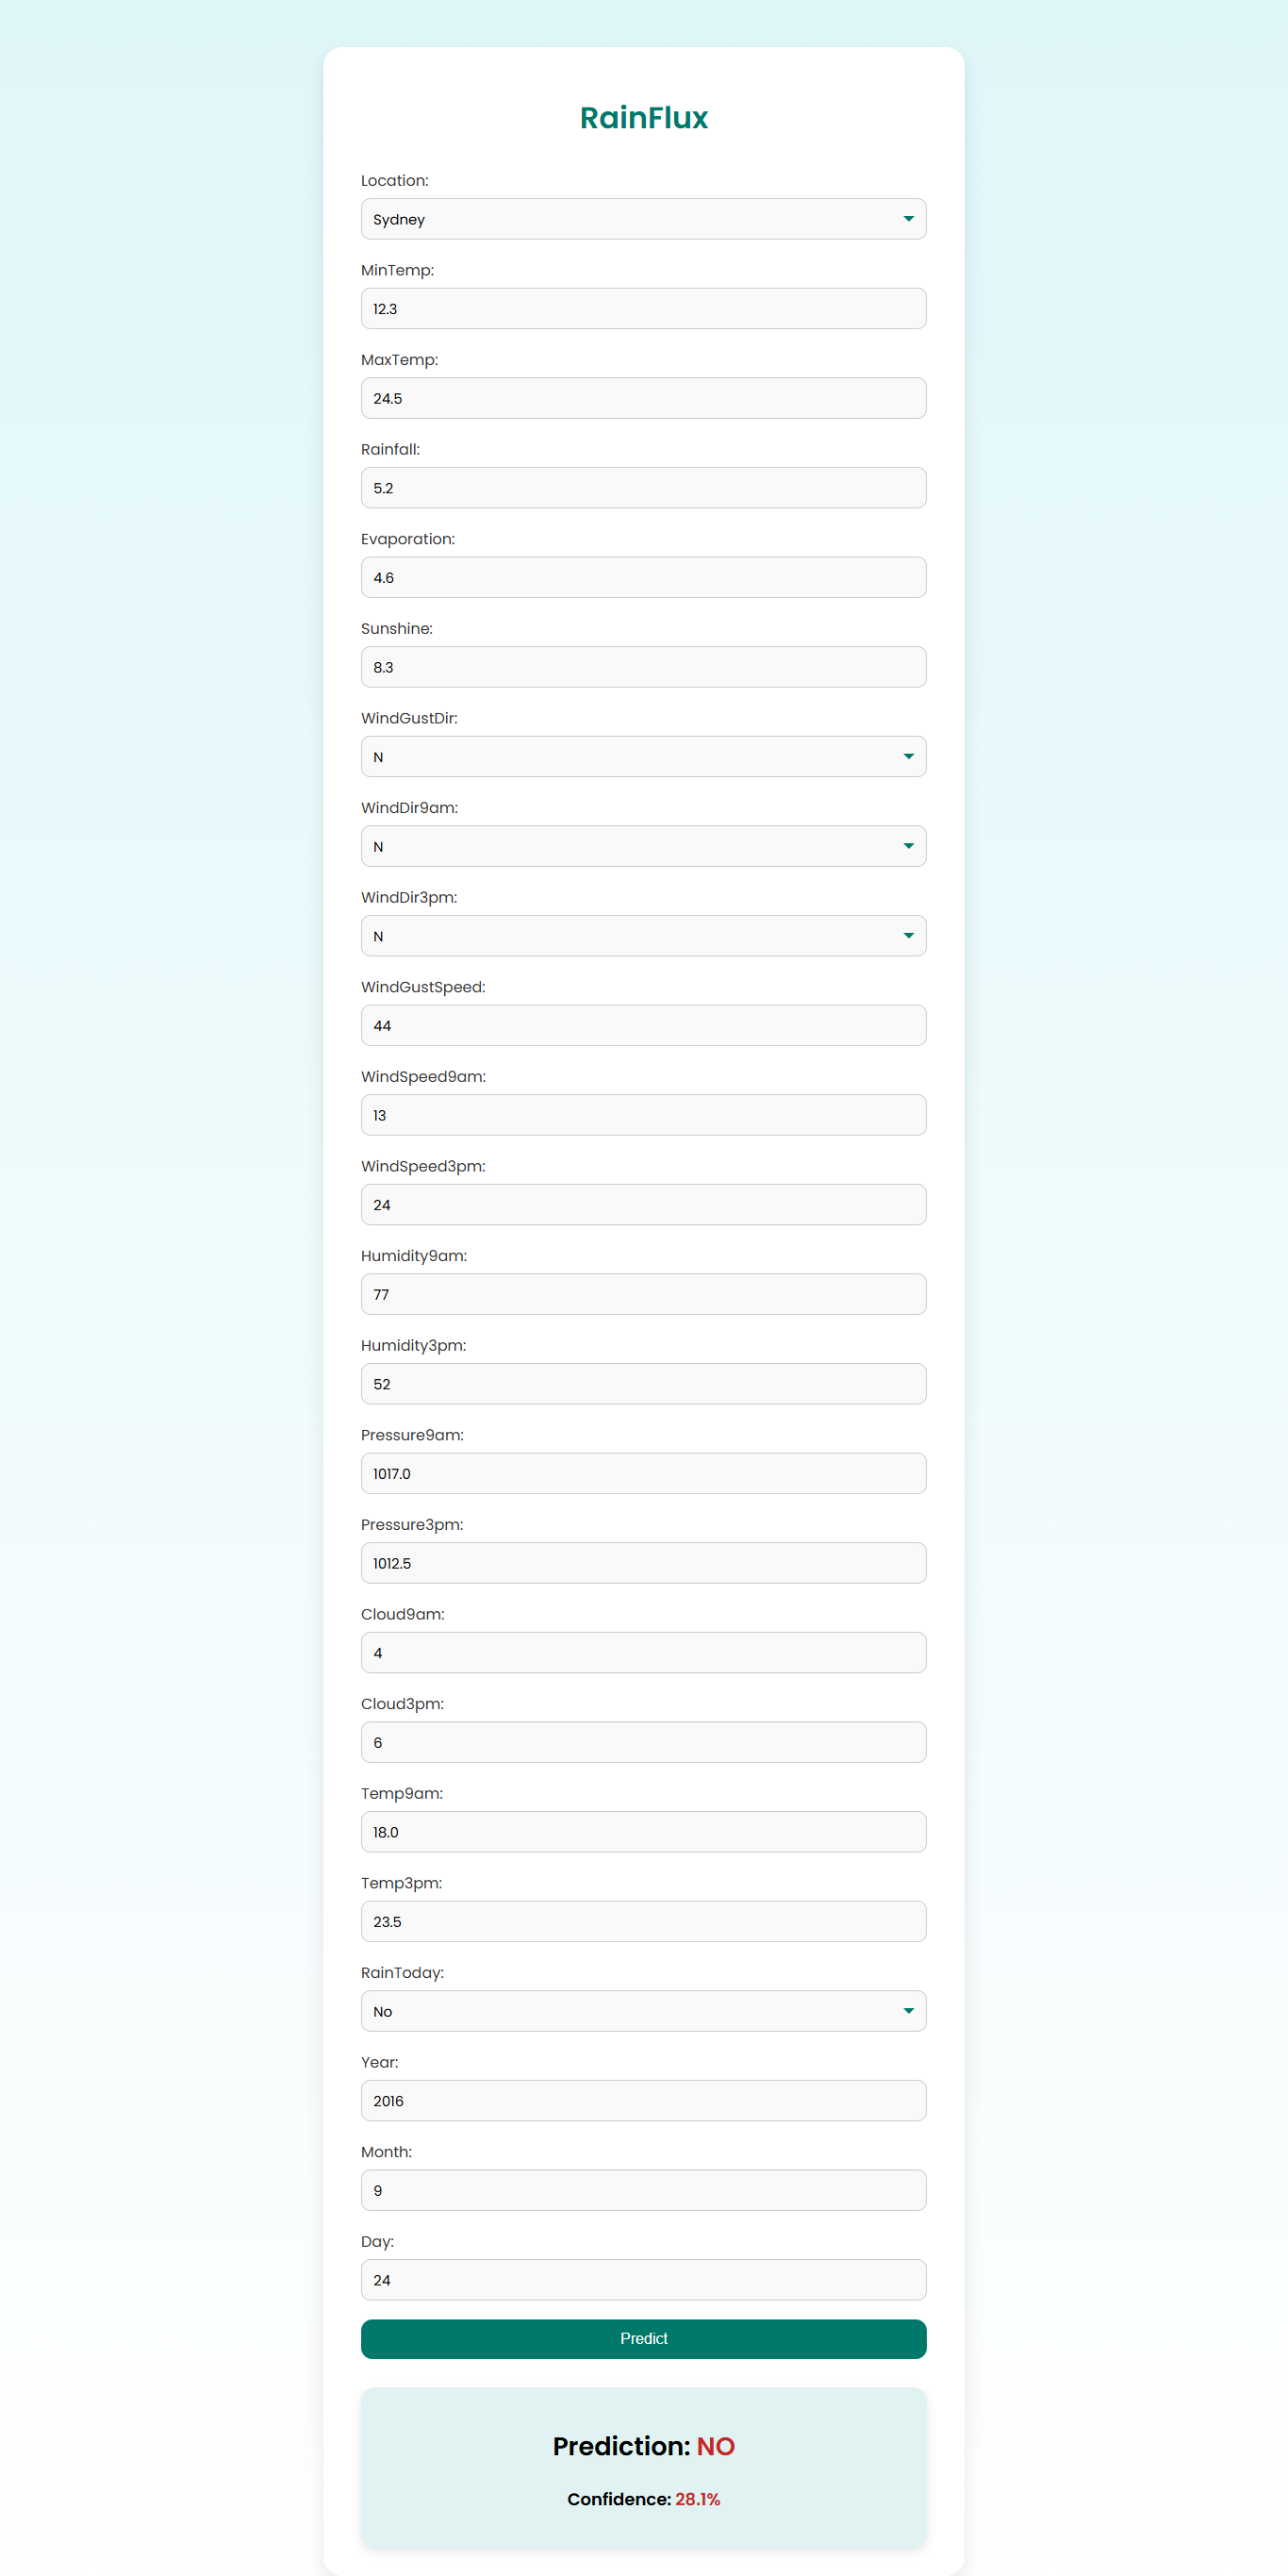 RainFlux
Location:
Sydney
MinTemp:
12.3
MaxTemp:
24.5
Rainfall:
5.2
Evaporation:
4.6
Sunshine:
8.3
WindGustDir:
N
WindDir9am:
N
WindDir3pm:
N
WindGustSpeed:
44
WindSpeed9am:
13
WindSpeed3pm:
24
Humidity9am:
77
Humidity3pm:
52
Pressure9am:
1017.0
Pressure3pm:
1012.5
Cloud9am:
4
Cloud3pm:
6
Temp9am:
18.0
Temp3pm:
23.5
RainToday:
No
Year:
2016
Month:
9
Day:
24
Predict
Prediction: NO
Confidence: 28.1%